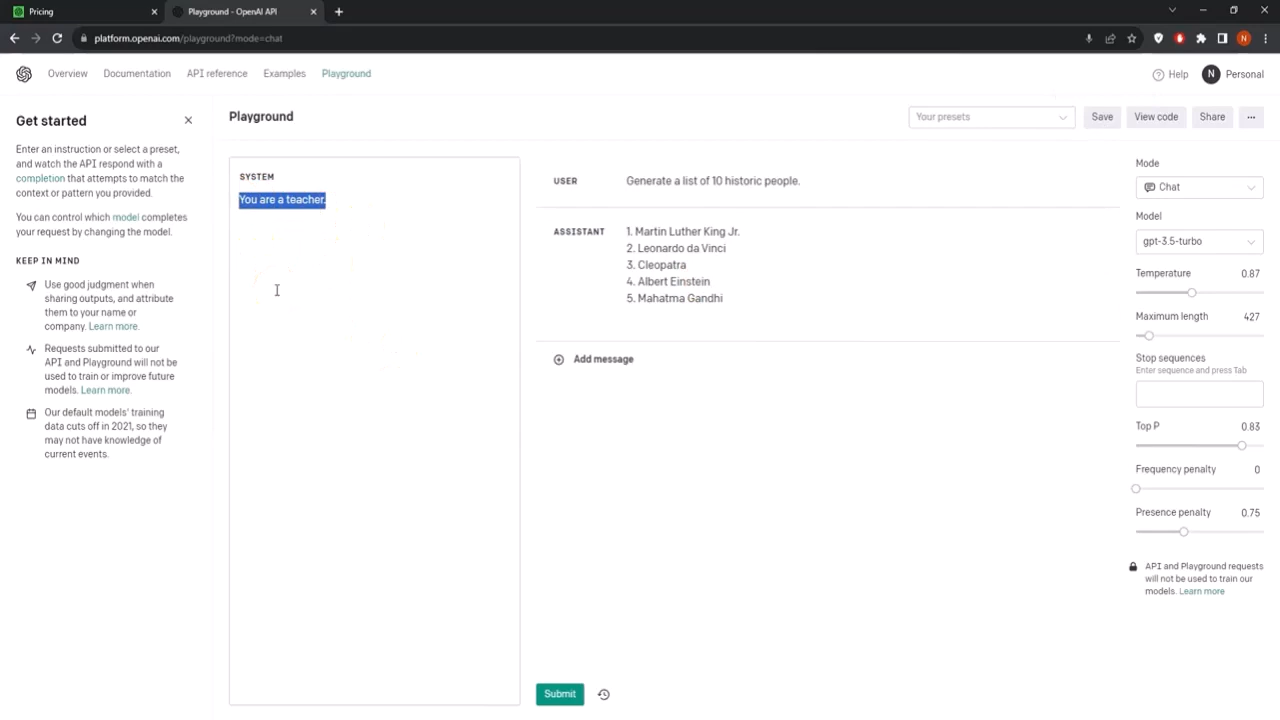 Pricing
Playground - OpenAI API
platform.openai.com/playground?mode=chat
N
Overview
Documentation
API reference
Examples
Playground
Help
N
Personal
Get started
Enter an instruction or select a preset,
and watch the API respond with a
completion that attempts to match the
context or pattern you provided.
You can control which model completes
your request by changing the model.
KEEP IN MIND
Use good judgment when
sharing outputs, and attribute
them to your name or
company. Learn more.
Requests submitted to our
API and Playground will not be
used to train or improve future
models. Learn more.
Our default models' training
data cuts off in 2021, so they
may not have knowledge of
current events.
Playground
Your presets
Save
View code
Share
...
SYSTEM
You are a teacher.
USER
Generate a list of 10 historic people.
ASSISTANT
1. Martin Luther King Jr.
2. Leonardo da Vinci
3. Cleopatra
4. Albert Einstein
5. Mahatma Gandhi
Add message
Submit
Mode
Chat
Model
gpt-3.5-turbo
Temperature 0.87
Maximum length 427
Stop sequences
Enter sequence and press Tab
Top P 0.83
Frequency penalty 0
Presence penalty 0.75
API and Playground requests
will not be used to train our
models. Learn more